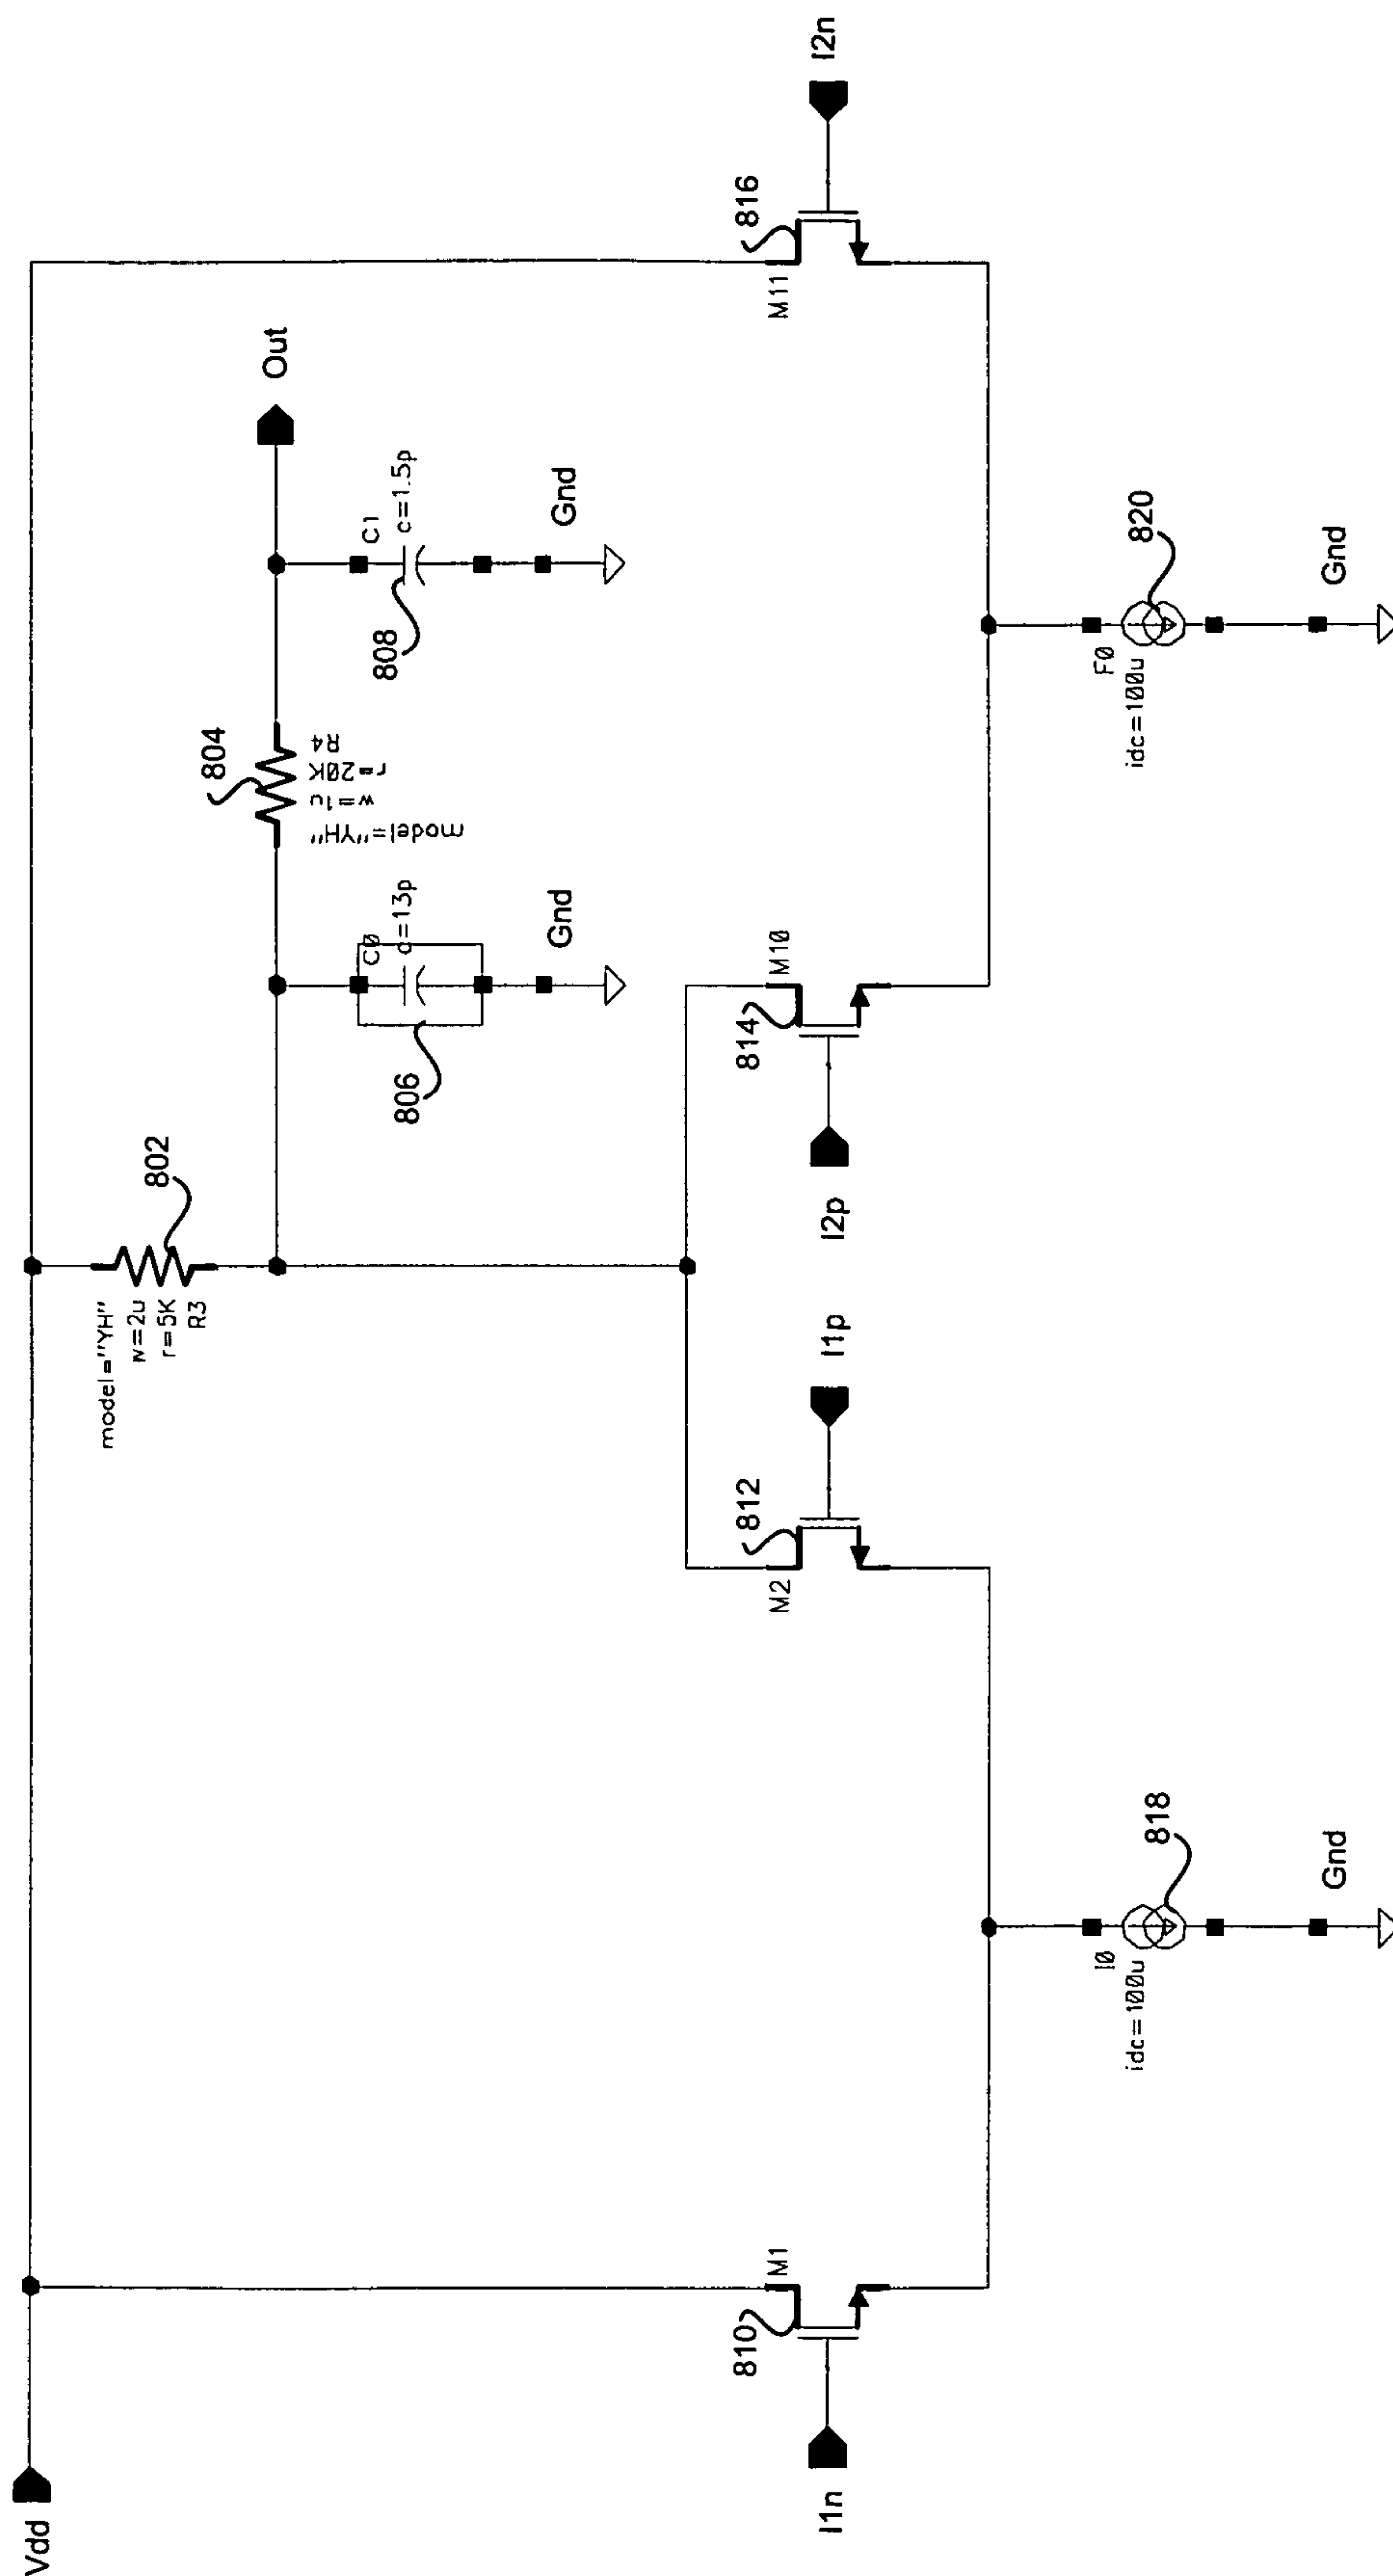 Vdd
model="YH"
w=2u
r=5K
R3
802
804
R4
r=20K
w=1u
model="YH"
Out
C0
c=13p
806
Gnd
C1
c=1.5p
808
Gnd
810
M1
812
M2
814
M10
816
M11
I1n
I1p
I2p
I2n
I0
idc=100u
818
Gnd
F0
idc=100u
820
Gnd